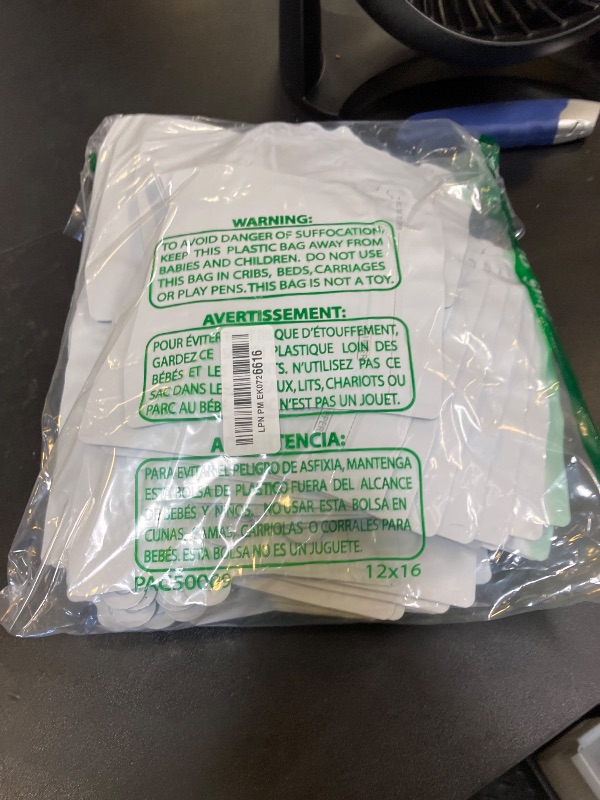 WARNING:
TO AVOID DANGER OF SUFFOCATION,
KEEP THIS PLASTIC BAG AWAY FROM
BABIES AND CHILDREN. DO NOT USE
THIS BAG IN CRIBS, BEDS, CARRIAGES
OR PLAY PENS. THIS BAG IS NOT A TOY.
AVERTISSEMENT:
POUR ÉVITER QUE D'ÉTOUFFEMENT,
GARDEZ CE PLASTIQUE LOIN DES
BÉBÉS ET N'UTILISEZ PAS CE
SAC DANS LITS, CHARIOTS OU
PARC AU N'EST PAS UN JOUET.
LPN PM EK0726616
PARA EVITAR EL PELIGRO DE ASFIXIA, MANTENGA
ESTA BOLSA DE PLASTICO FUERA DEL ALCANCE
DE BEBÉS Y NIÑOS. NO USAR ESTA BOLSA EN
CUNAS, CAMAS, CARRIOLAS O CORRALES PARA
BEBÉS. ESTA BOLSA NO ES UN JUGUETE.
12x16